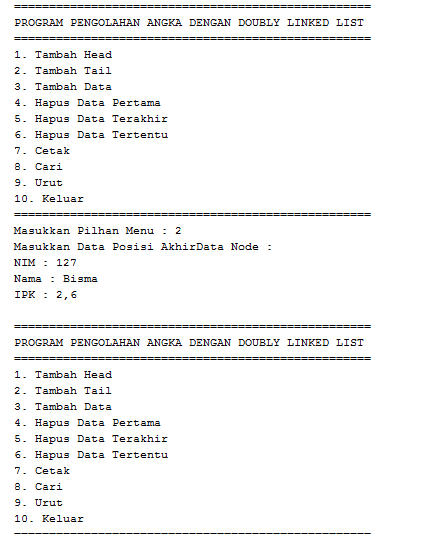 ===================================================
PROGRAM PENGOLAHAN ANGKA DENGAN DOUBLY LINKED LIST
===================================================
1. Tambah Head
2. Tambah Tail
3. Tambah Data
4. Hapus Data Pertama
5. Hapus Data Terakhir
6. Hapus Data Tertentu
7. Cetak
8. Cari
9. Urut
10. Keluar
===================================================
Masukkan Pilhan Menu : 2
Masukkan Data Posisi AkhirData Node :
NIM : 127
Nama : Bisma
IPK : 2,6
===================================================
PROGRAM PENGOLAHAN ANGKA DENGAN DOUBLY LINKED LIST
===================================================
1. Tambah Head
2. Tambah Tail
3. Tambah Data
4. Hapus Data Pertama
5. Hapus Data Terakhir
6. Hapus Data Tertentu
7. Cetak
8. Cari
9. Urut
10. Keluar
===================================================